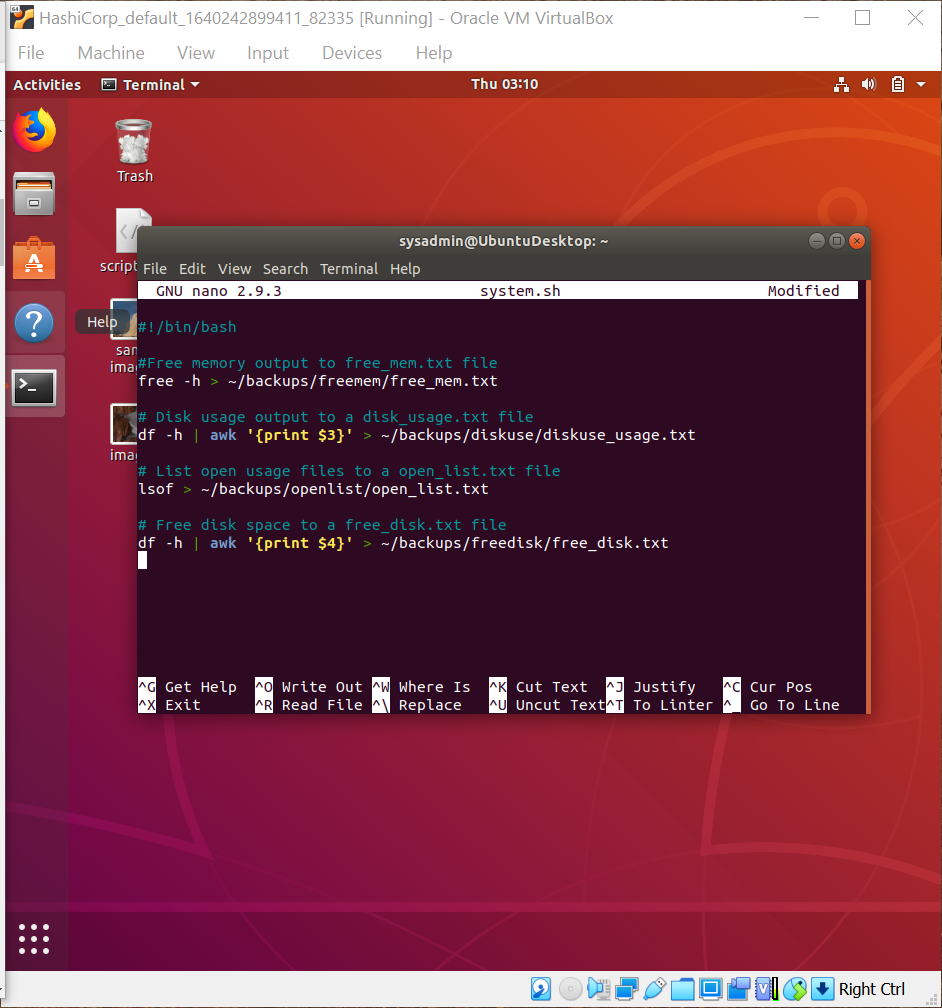 HashiCorp_default_1640242899411_82335 [Running] - Oracle VM VirtualBox
File Machine View Input Devices Help
Activities Terminal Thu 03:10
Trash
script
sysadmin@UbuntuDesktop: ~
File Edit View Search Terminal Help
GNU nano 2.9.3 system.sh Modified
Help
#!/bin/bash
#Free memory output to free_mem.txt file
free -h > ~/backups/freemem/free_mem.txt
# Disk usage output to a disk_usage.txt file
df -h | awk '{print $3}' > ~/backups/diskuse/diskuse_usage.txt
# List open usage files to a open_list.txt file
lsof > ~/backups/openlist/open_list.txt
# Free disk space to a free_disk.txt file
df -h | awk '{print $4}' > ~/backups/freedisk/free_disk.txt
^G Get Help ^O Write Out ^W Where Is ^K Cut Text ^J Justify ^C Cur Pos
^X Exit ^R Read File ^\ Replace ^U Uncut Text ^T To Linter ^_ Go To Line
Right Ctrl